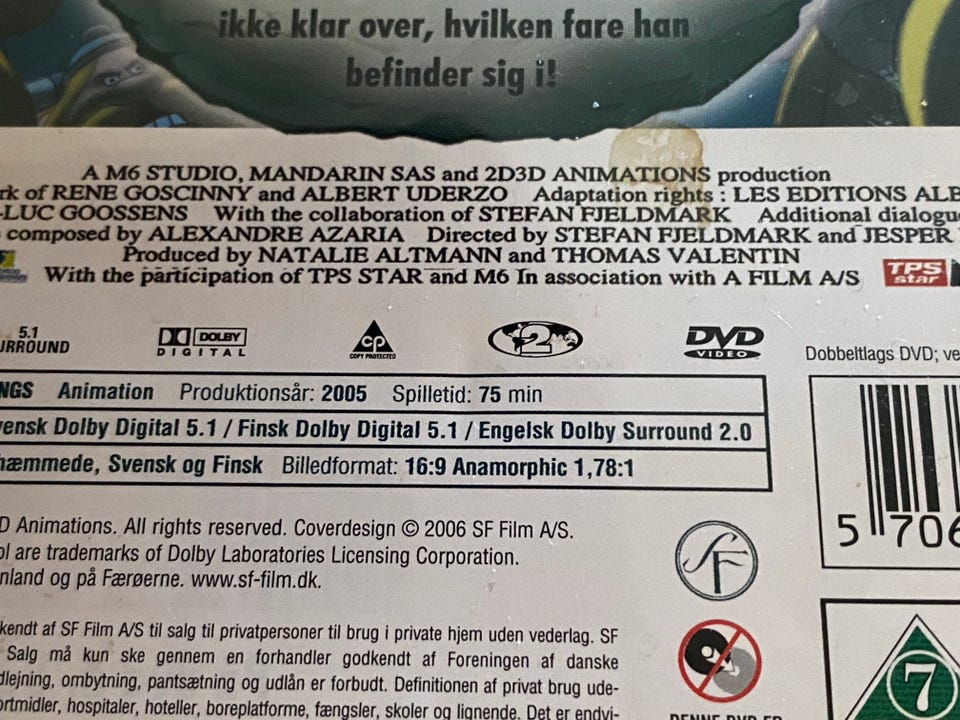 ikke klar over, hvilken fare han
befinder sig i!
A M6 STUDIO, MANDARIN SAS and 2D3D ANIMATIONS production
rk of RENE GOSCINNY and ALBERT UDERZO Adaptation rights : LES EDITIONS ALB
-LUC GOOSSENS With the collaboration of STEFAN FJELDMARK Additional dialogu
composed by ALEXANDRE AZARIA Directed by STEFAN FJELDMARK and JESPER
Produced by NATALIE ALTMANN and THOMAS VALENTIN
With the participation of TPS STAR and M6 In association with A FILM A/S
TPS
star
5.1
URROUND
DOLBY
DIGITAL
CP
COPY PROTECTED
2
DVD
VIDEO
Dobbeltlags DVD; ve
NGS Animation Produktionsår: 2005 Spilletid: 75 min
vensk Dolby Digital 5.1 / Finsk Dolby Digital 5.1 / Engelsk Dolby Surround 2.0
hæmmede, Svensk og Finsk Billedformat: 16:9 Anamorphic 1,78:1
D Animations. All rights reserved. Coverdesign © 2006 SF Film A/S.
ol are trademarks of Dolby Laboratories Licensing Corporation.
nland og på Færøerne. www.sf-film.dk.
SF
5 706
kendt af SF Film A/S til salg til privatpersoner til brug i private hjem uden vederlag. SF
Salg må kun ske gennem en forhandler godkendt af Foreningen af danske
dlejning, ombytning, pantsætning og udlån er forbudt. Definitionen af privat brug ude-
ortmidler, hospitaler, hoteller, boreplatforme, fængsler, skoler og lignende. Det er endvi-
7
DENNE DVD ER